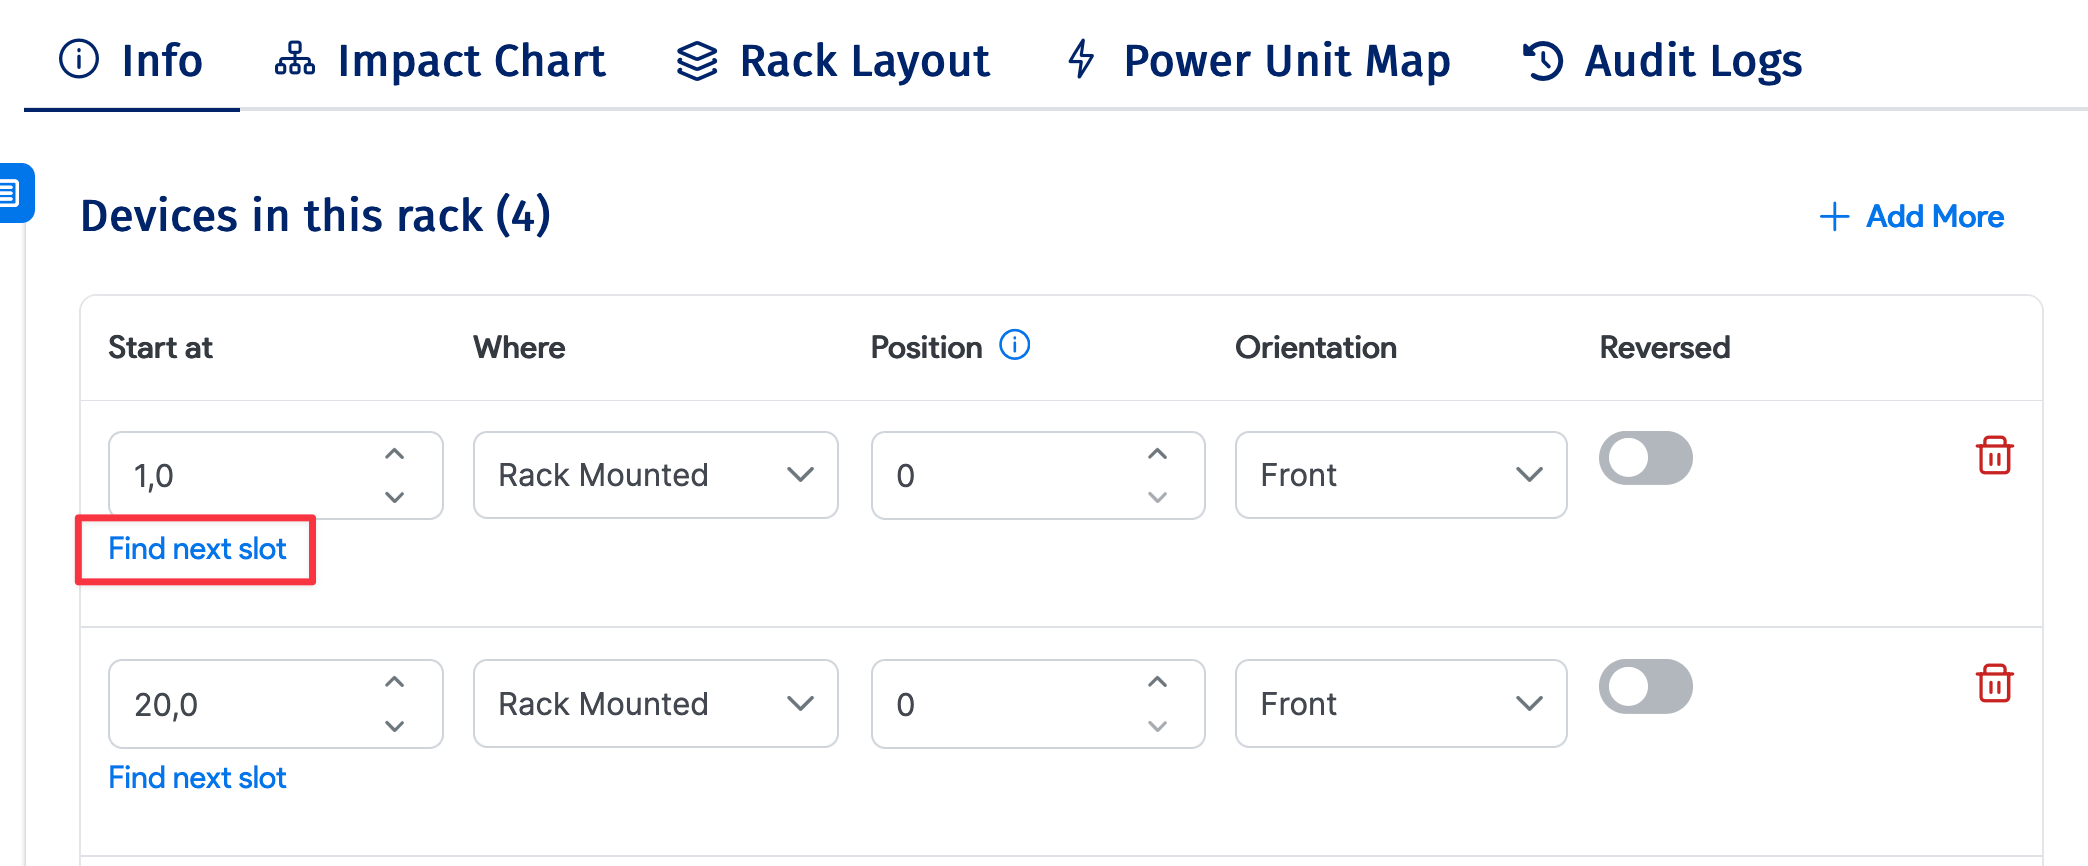 Info Impact Chart Rack Layout Power Unit Map Audit Logs
Devices in this rack (4)
Add More
Start at Where Position Orientation Reversed
1,0 Rack Mounted 0 Front
Find next slot
20,0 Rack Mounted 0 Front
Find next slot